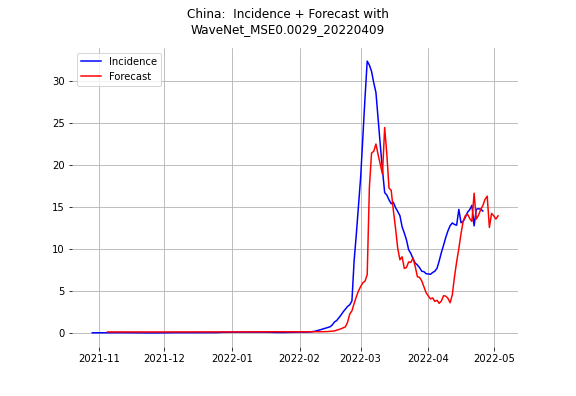 China:  Incidence + Forecast with
WaveNet_MSE0.0029_20220409
Incidence
Forecast
30
25
20
15
10
5
0
2021-11 2021-12 2022-01 2022-02 2022-03 2022-04 2022-05